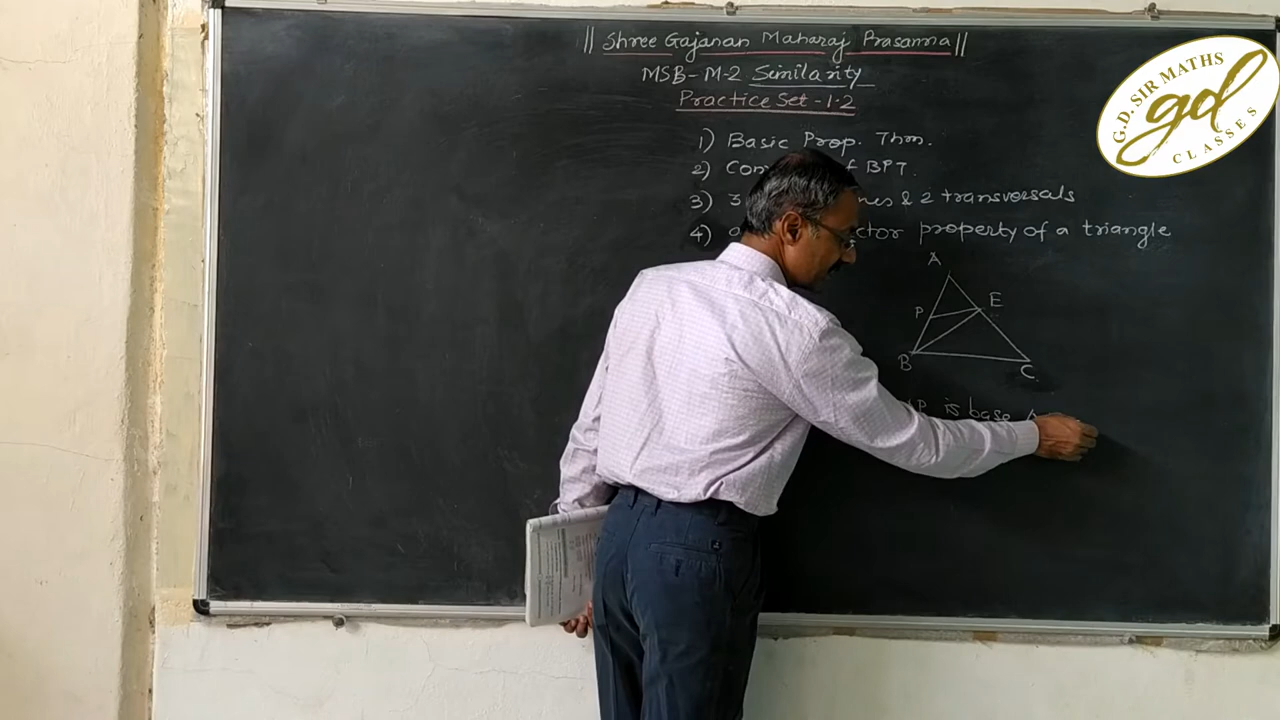 || Shree Gajanan Maharaj Prasanna ||
MSB - M-2 Similarity
Practice Set - 1.2
1) Basic Prop. Thm.
2) BPT.
3) 3 & 2 transversals
4) property of a triangle
A
P E
B C
is base
G.D. SIR MATHS
gd
CLASSES